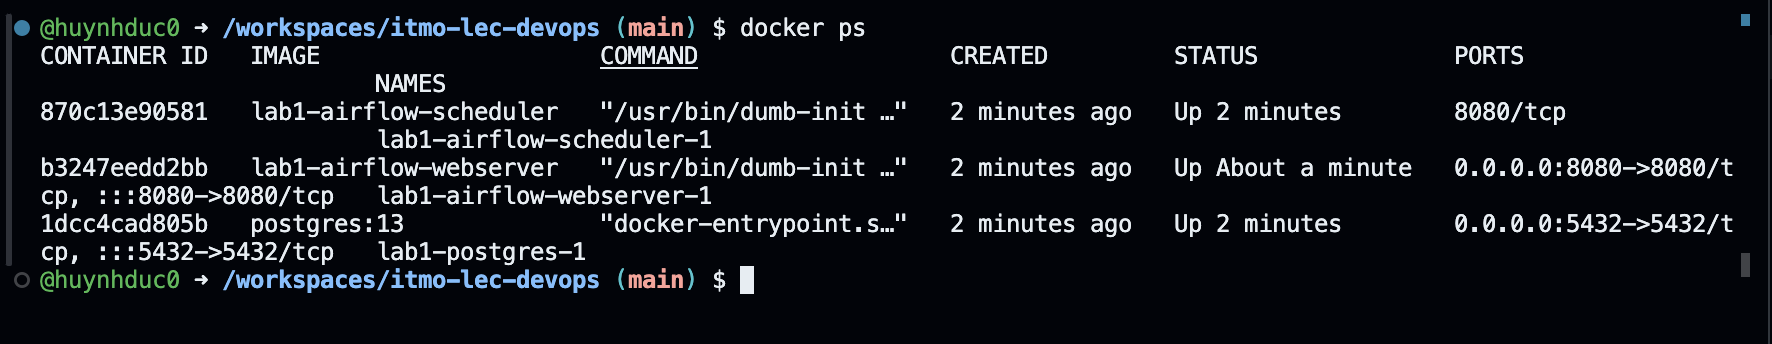 @huynhduc0 → /workspaces/itmo-lec-devops (main) $ docker ps
CONTAINER ID   IMAGE                    COMMAND                  CREATED         STATUS              PORTS
                        NAMES
870c13e90581   lab1-airflow-scheduler   "/usr/bin/dumb-init …"   2 minutes ago   Up 2 minutes        8080/tcp
                        lab1-airflow-scheduler-1
b3247eedd2bb   lab1-airflow-webserver   "/usr/bin/dumb-init …"   2 minutes ago   Up About a minute   0.0.0.0:8080->8080/t
cp, :::8080->8080/tcp   lab1-airflow-webserver-1
1dcc4cad805b   postgres:13              "docker-entrypoint.s…"   2 minutes ago   Up 2 minutes        0.0.0.0:5432->5432/t
cp, :::5432->5432/tcp   lab1-postgres-1
@huynhduc0 → /workspaces/itmo-lec-devops (main) $